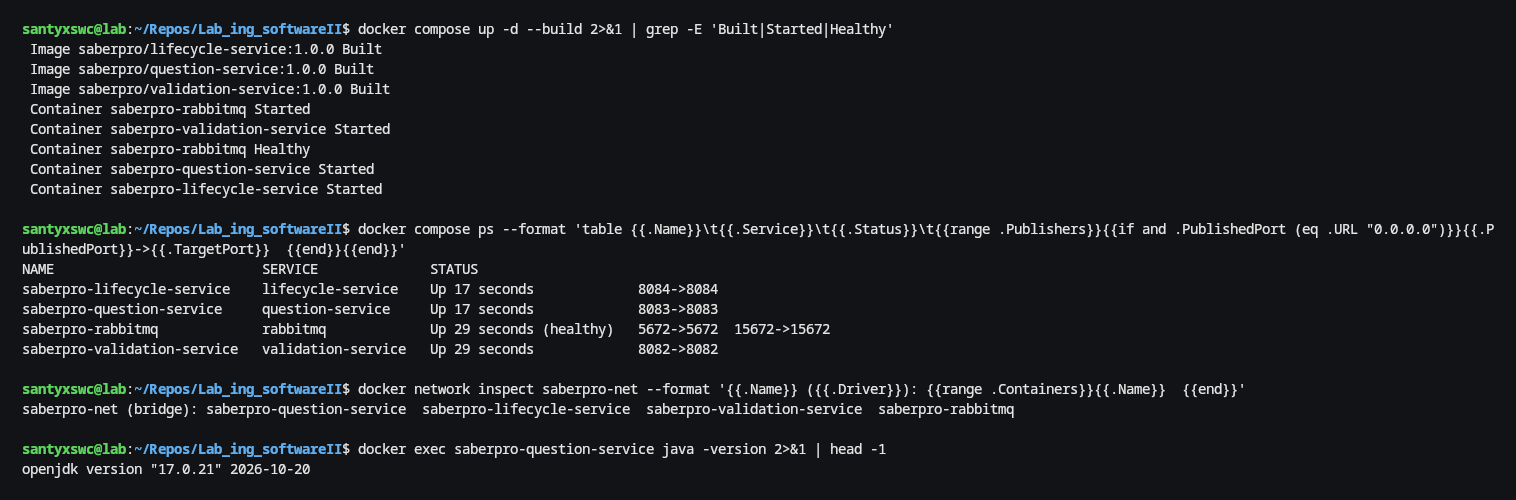 santyxswc@lab:~/Repos/Lab_ing_softwareII$ docker compose up -d --build 2>&1 | grep -E 'Built|Started|Healthy'
 Image saberpro/lifecycle-service:1.0.0 Built
 Image saberpro/question-service:1.0.0 Built
 Image saberpro/validation-service:1.0.0 Built
 Container saberpro-rabbitmq Started
 Container saberpro-validation-service Started
 Container saberpro-rabbitmq Healthy
 Container saberpro-question-service Started
 Container saberpro-lifecycle-service Started

santyxswc@lab:~/Repos/Lab_ing_softwareII$ docker compose ps --format 'table {{.Name}}\t{{.Service}}\t{{.Status}}\t{{range .Publishers}}{{if and .PublishedPort (eq .URL "0.0.0.0")}}{{.P
ublishedPort}}->{{.TargetPort}}  {{end}}{{end}}'
NAME                          SERVICE              STATUS
saberpro-lifecycle-service    lifecycle-service    Up 17 seconds             8084->8084
saberpro-question-service     question-service     Up 17 seconds             8083->8083
saberpro-rabbitmq             rabbitmq             Up 29 seconds (healthy)   5672->5672  15672->15672
saberpro-validation-service   validation-service   Up 29 seconds             8082->8082

santyxswc@lab:~/Repos/Lab_ing_softwareII$ docker network inspect saberpro-net --format '{{.Name}} ({{.Driver}}): {{range .Containers}}{{.Name}}  {{end}}'
saberpro-net (bridge): saberpro-question-service  saberpro-lifecycle-service  saberpro-validation-service  saberpro-rabbitmq

santyxswc@lab:~/Repos/Lab_ing_softwareII$ docker exec saberpro-question-service java -version 2>&1 | head -1
openjdk version "17.0.21" 2026-10-20